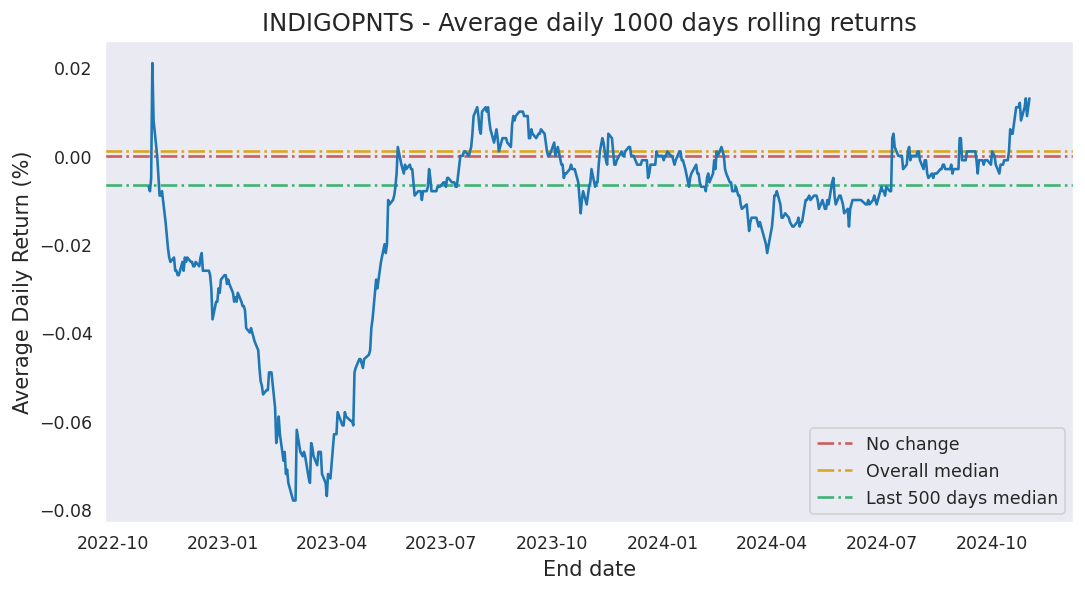 INDIGOPNTS - Average daily 1000 days rolling returns
Average Daily Return (%)
0.02
0.00
−0.02
−0.04
−0.06
−0.08
No change
Overall median
Last 500 days median
2022-10 2023-01 2023-04 2023-07 2023-10 2024-01 2024-04 2024-07 2024-10
End date